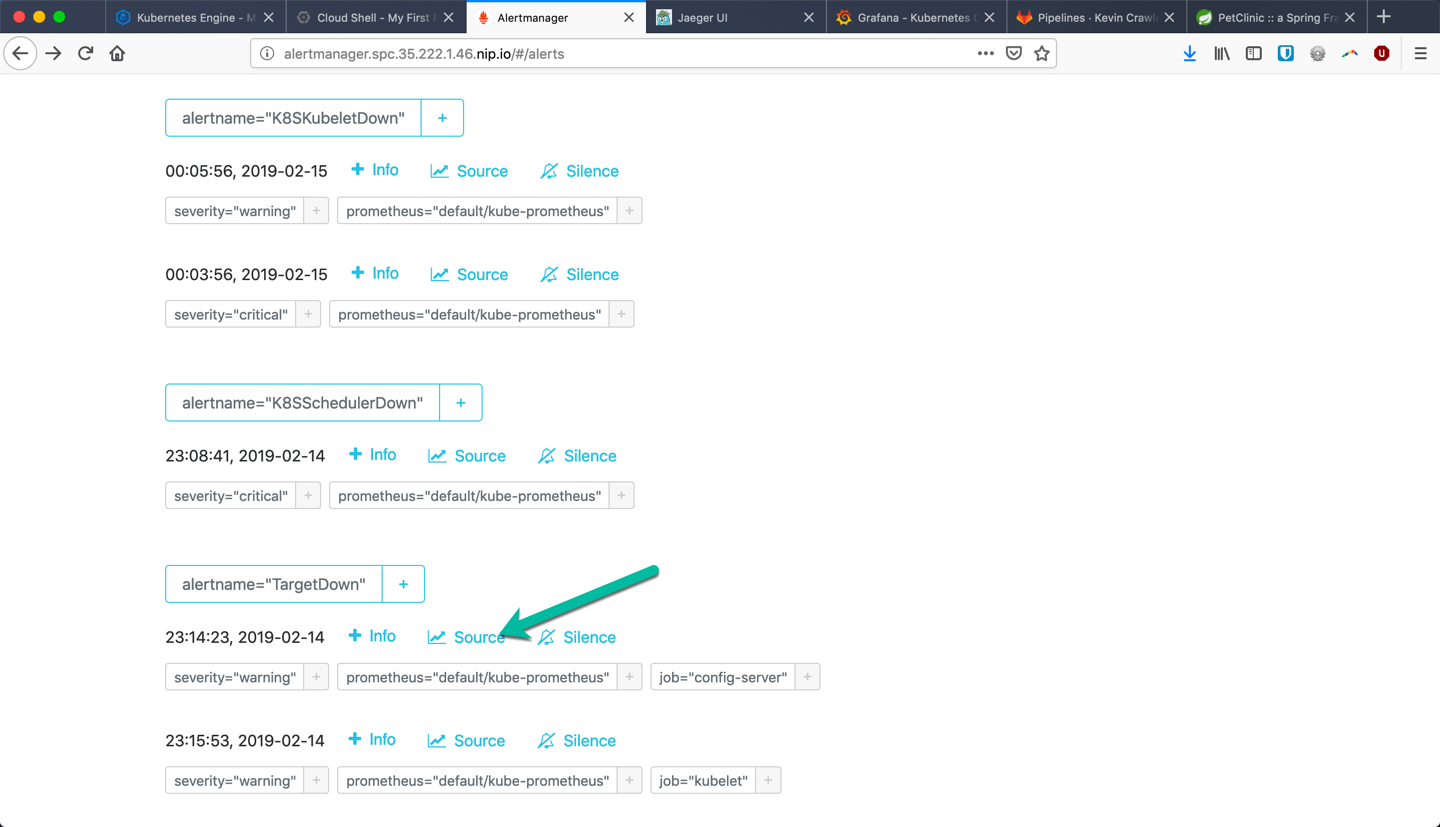 Kubernetes Engine - M
Cloud Shell - My First P
Alertmanager
Jaeger UI
Grafana - Kubernetes C
Pipelines · Kevin Crawle
PetClinic :: a Spring Fra
alertmanager.spc.35.222.1.46.nip.io/#/alerts
alertname="K8SKubeletDown" +
00:05:56, 2019-02-15 + Info Source Silence
severity="warning" + prometheus="default/kube-prometheus" +
00:03:56, 2019-02-15 + Info Source Silence
severity="critical" + prometheus="default/kube-prometheus" +
alertname="K8SSchedulerDown" +
23:08:41, 2019-02-14 + Info Source Silence
severity="critical" + prometheus="default/kube-prometheus" +
alertname="TargetDown" +
23:14:23, 2019-02-14 + Info Source Silence
severity="warning" + prometheus="default/kube-prometheus" + job="config-server" +
23:15:53, 2019-02-14 + Info Source Silence
severity="warning" + prometheus="default/kube-prometheus" + job="kubelet" +